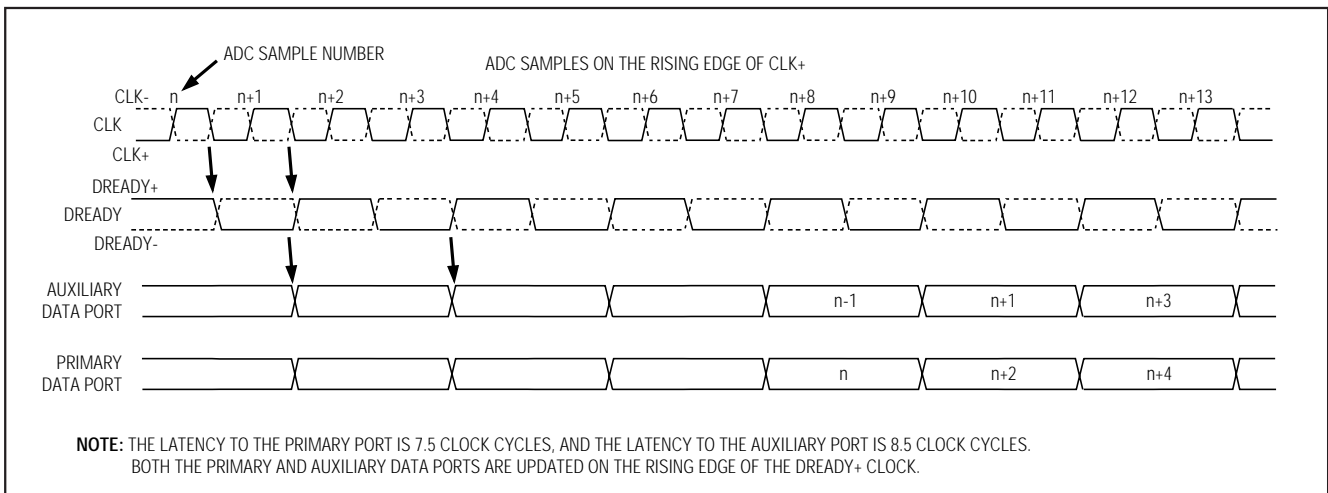 ADC SAMPLE NUMBER
ADC SAMPLES ON THE RISING EDGE OF CLK+
CLK-
n n+1 n+2 n+3 n+4 n+5 n+6 n+7 n+8 n+9 n+10 n+11 n+12 n+13
CLK
CLK+
DREADY+
DREADY
DREADY-
AUXILIARY
DATA PORT
n-1 n+1 n+3
PRIMARY
DATA PORT
n n+2 n+4
NOTE: THE LATENCY TO THE PRIMARY PORT IS 7.5 CLOCK CYCLES, AND THE LATENCY TO THE AUXILIARY PORT IS 8.5 CLOCK CYCLES.
BOTH THE PRIMARY AND AUXILIARY DATA PORTS ARE UPDATED ON THE RISING EDGE OF THE DREADY+ CLOCK.